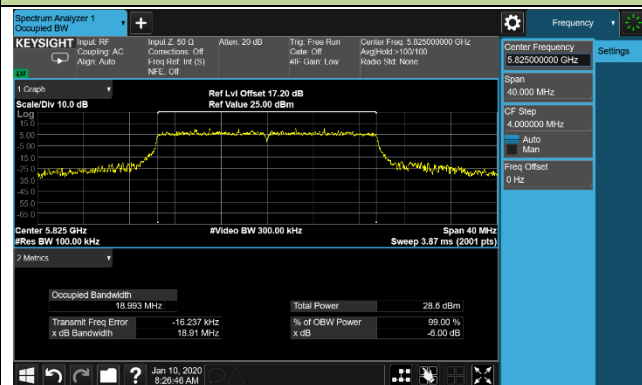 Spectrum Analyzer 1
Occupied BW
+
Frequency
KEYSIGHT
Input: RF
Coupling: AC
Align: Auto
Input Z: 50 Ω
Corrections: Off
Freq Ref: Int (S)
NFE: Off
Atten: 20 dB
Trig: Free Run
Gate: Off
#IF Gain: Low
Center Freq: 5.825000000 GHz
Avg|Hold:>100/100
Radio Std: None
Center Frequency
5.825000000 GHz
Settings
Span
40.000 MHz
CF Step
4.000000 MHz
Auto
Man
Freq Offset
0 Hz
1 Graph
Scale/Div 10.0 dB
Ref Lvl Offset 17.20 dB
Ref Value 25.00 dBm
Log
15.0
5.00
-5.00
-15.0
-25.0
-35.0
-45.0
-55.0
-65.0
Center 5.825 GHz
#Res BW 100.00 kHz
#Video BW 300.00 kHz
Span 40 MHz
Sweep 3.87 ms (2001 pts)
2 Metrics
Occupied Bandwidth
18.993 MHz
Total Power 28.6 dBm
Transmit Freq Error -16.237 kHz
% of OBW Power 99.00 %
x dB Bandwidth 18.91 MHz
x dB -6.00 dB
?
Jan 10, 2020
8:26:46 AM